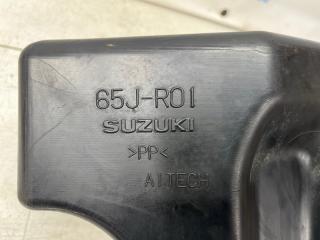 65J-R01
SUZUKI
>PP<
AITECH